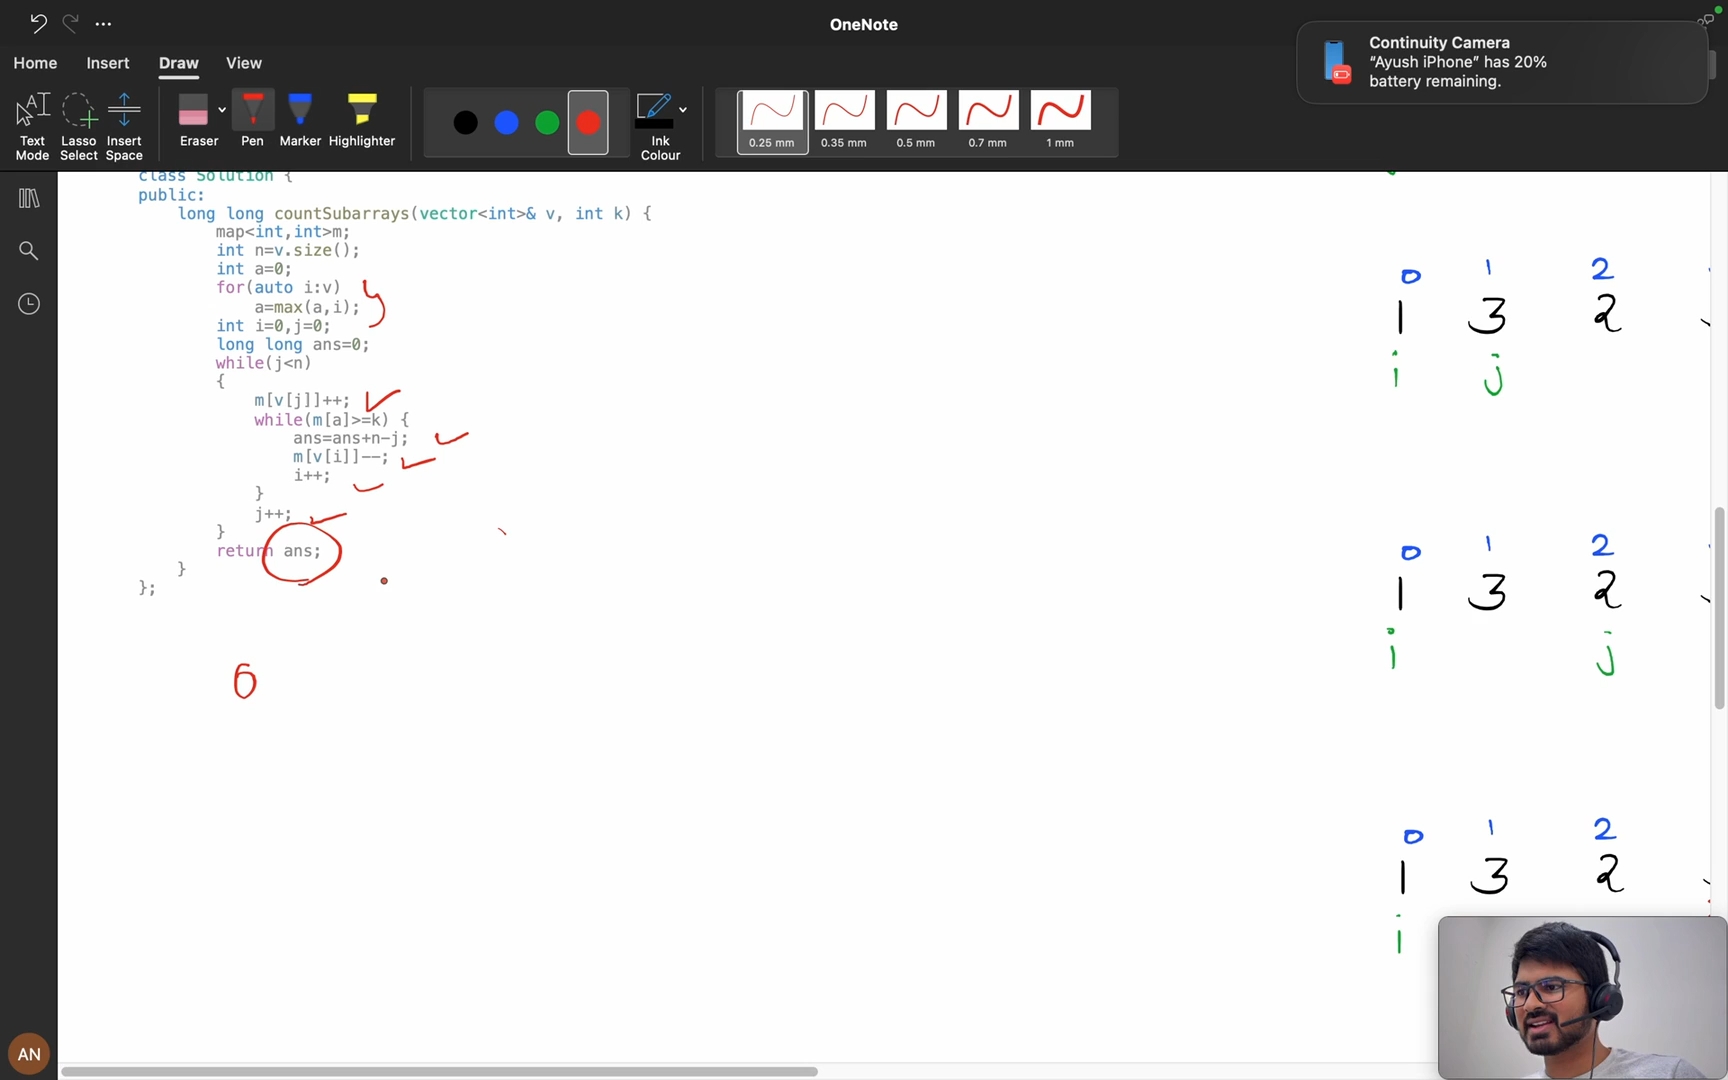 OneNote
Continuity Camera
“Ayush iPhone” has 20%
battery remaining.
Home Insert Draw View
Text Mode
Lasso Select
Insert Space
Eraser
Pen
Marker
Highlighter
Ink Colour
0.25 mm
0.35 mm
0.5 mm
0.7 mm
1 mm
class Solution {
public:
long long countSubarrays(vector<int>& v, int k) {
map<int,int>m;
int n=v.size();
int a=0;
for(auto i:v)
a=max(a,i);
int i=0,j=0;
long long ans=0;
while(j<n)
{
m[v[j]]++;
while(m[a]>=k) {
ans=ans+n-j;
m[v[i]]--;
i++;
}
j++;
}
return ans;
}
};
6
0 1 2
1 3 2
i j
0 1 2
1 3 2
i j
0 1 2
1 3 2
i
AN